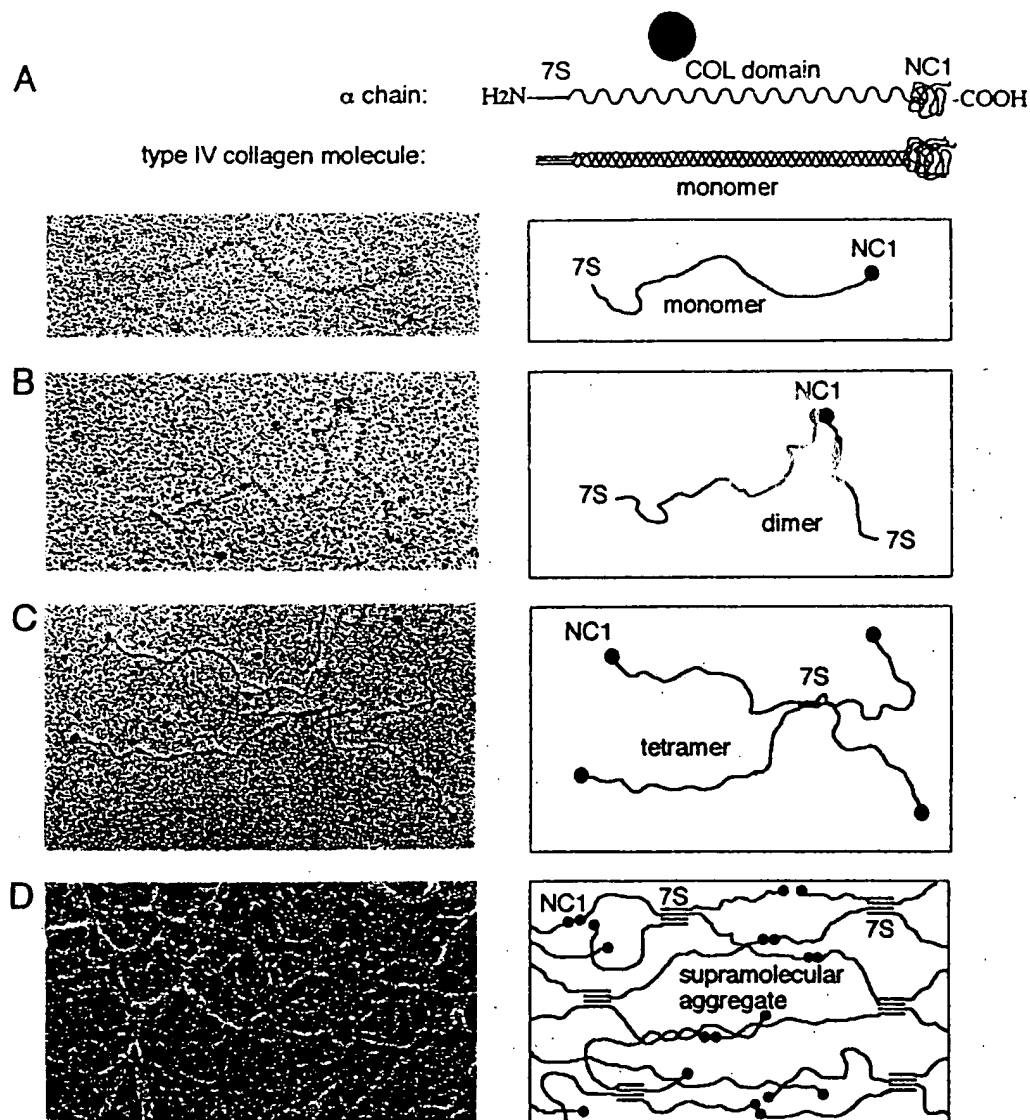 A
7S COL domain NC1
α chain: H2N -COOH
type IV collagen molecule:
monomer
NC1
7S
monomer
B
NC1
7S
dimer
7S
C
NC1
7S
tetramer
D
NC1
7S
7S
supramolecular
aggregate